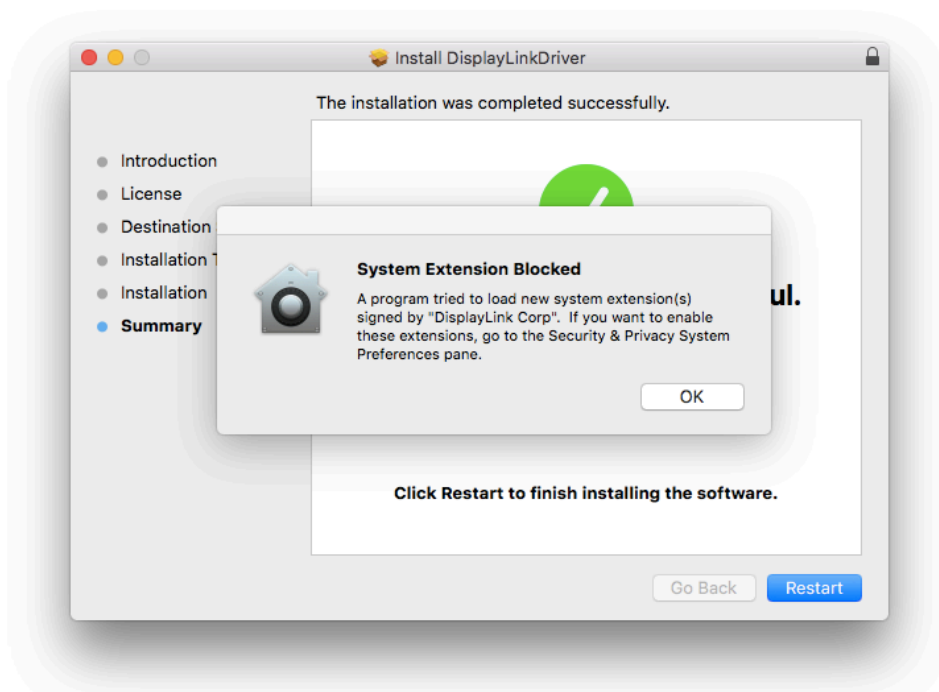 Install DisplayLinkDriver
The installation was completed successfully.
Introduction
License
Destination
Installation
Installation
Summary
System Extension Blocked
A program tried to load new system extension(s)
signed by "DisplayLink Corp". If you want to enable
these extensions, go to the Security & Privacy System
Preferences pane.
OK
ul.
Click Restart to finish installing the software.
Go Back
Restart